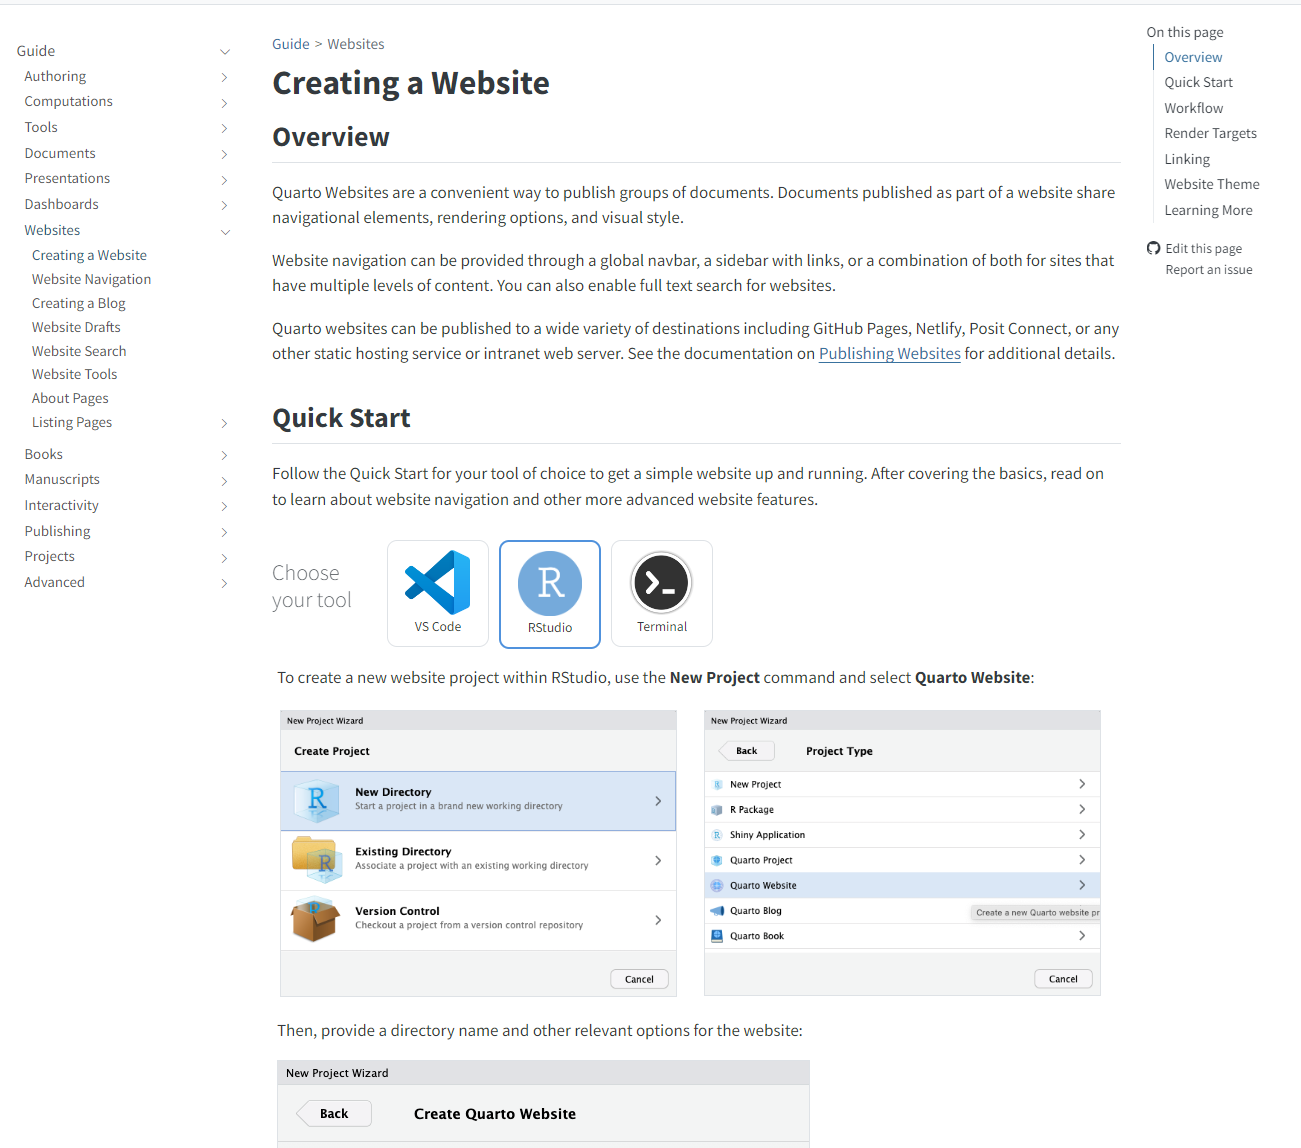 Guide
Authoring
Computations
Tools
Documents
Presentations
Dashboards
Websites
Creating a Website
Website Navigation
Creating a Blog
Website Drafts
Website Search
Website Tools
About Pages
Listing Pages
Books
Manuscripts
Interactivity
Publishing
Projects
Advanced
Guide > Websites
Creating a Website
Overview
Quarto Websites are a convenient way to publish groups of documents. Documents published as part of a website share
navigational elements, rendering options, and visual style.
Website navigation can be provided through a global navbar, a sidebar with links, or a combination of both for sites that
have multiple levels of content. You can also enable full text search for websites.
Quarto websites can be published to a wide variety of destinations including GitHub Pages, Netlify, Posit Connect, or any
other static hosting service or intranet web server. See the documentation on Publishing Websites for additional details.
Quick Start
Follow the Quick Start for your tool of choice to get a simple website up and running. After covering the basics, read on
to learn about website navigation and other more advanced website features.
Choose
your tool
VS Code
R
RStudio
Terminal
To create a new website project within RStudio, use the New Project command and select Quarto Website:
New Project Wizard
Create Project
New Directory
Start a project in a brand new working directory
Existing Directory
Associate a project with an existing working directory
Version Control
Checkout a project from a version control repository
Cancel
New Project Wizard
Back
Project Type
New Project
R Package
Shiny Application
Quarto Project
Quarto Website
Quarto Blog
Create a new Quarto website pr
Quarto Book
Cancel
Then, provide a directory name and other relevant options for the website:
New Project Wizard
Back
Create Quarto Website
On this page
Overview
Quick Start
Workflow
Render Targets
Linking
Website Theme
Learning More
Edit this page
Report an issue